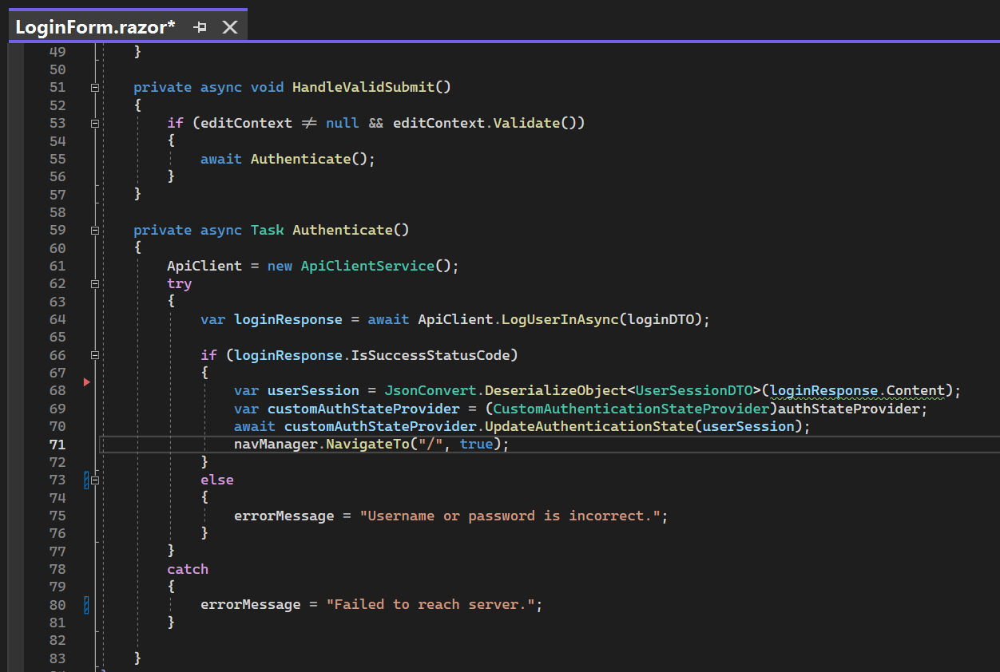 LoginForm.razor*
49 }
50
51 private async void HandleValidSubmit()
52 {
53 if (editContext ≠ null && editContext.Validate())
54 {
55 await Authenticate();
56 }
57 }
58
59 private async Task Authenticate()
60 {
61 ApiClient = new ApiClientService();
62 try
63 {
64 var loginResponse = await ApiClient.LogUserInAsync(loginDTO);
65
66 if (loginResponse.IsSuccessStatusCode)
67 {
68 var userSession = JsonConvert.DeserializeObject<UserSessionDTO>(loginResponse.Content);
69 var customAuthStateProvider = (CustomAuthenticationStateProvider)authStateProvider;
70 await customAuthStateProvider.UpdateAuthenticationState(userSession);
71 navManager.NavigateTo("/", true);
72 }
73 else
74 {
75 errorMessage = "Username or password is incorrect.";
76 }
77 }
78 catch
79 {
80 errorMessage = "Failed to reach server.";
81 }
82
83 }